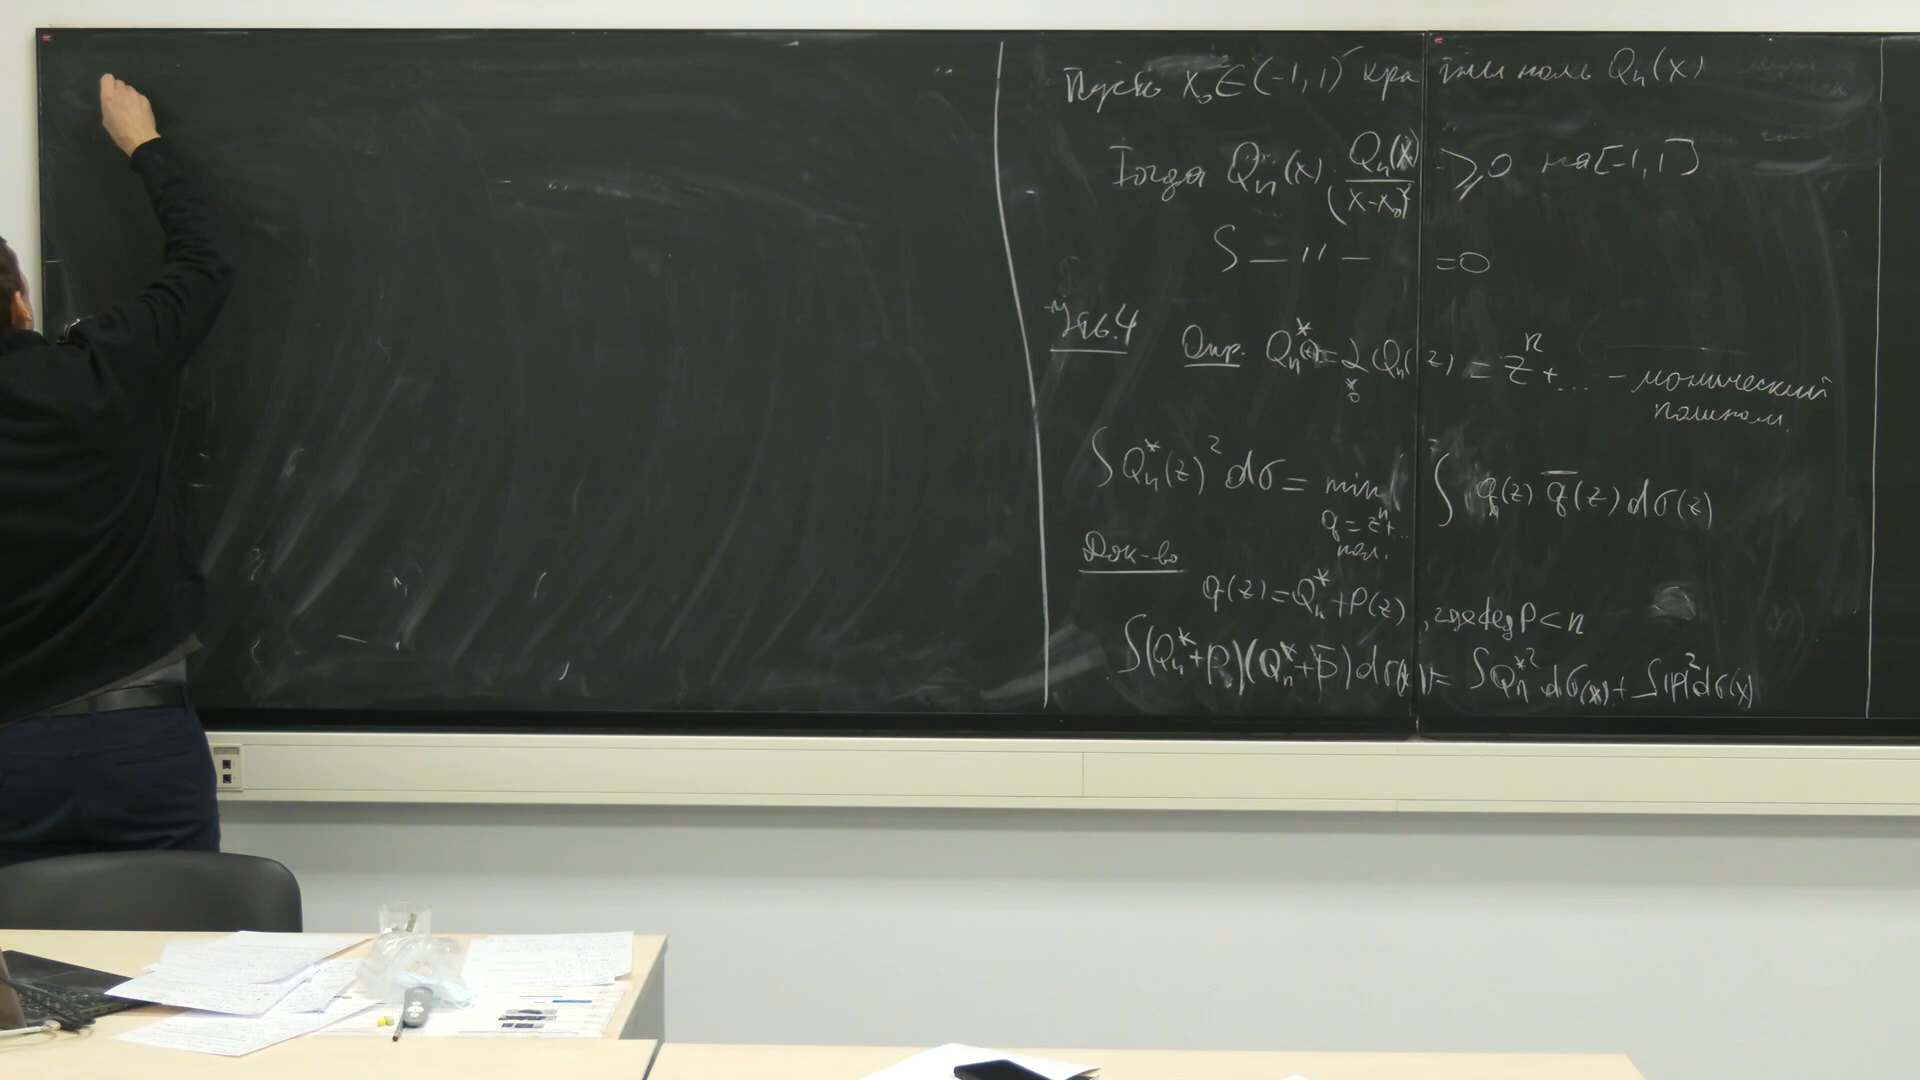 Пусть x₀∈(-1,1) кратный ноль Qₙ(x)
Тогда Qₙ(x) · Qₙ(x)/(x-x₀)² ⩾ 0 на [-1,1]
∫ — " — = 0
Утв.4 Опр. Qₙ*(z) = α Qₙ(z) = zⁿ+... - монический
полином.
∫ Qₙ*(z)² dσ = min ∫ q(z) q̄(z) dσ(z)
q = zⁿ+...
пол.
Док-во
q(z) = Qₙ* + P(z), где deg P < n
∫(Qₙ*+p)(Qₙ*+p̄) dσ(x) = ∫Qₙ*² dσ(x) + ∫|p|² dσ(x)